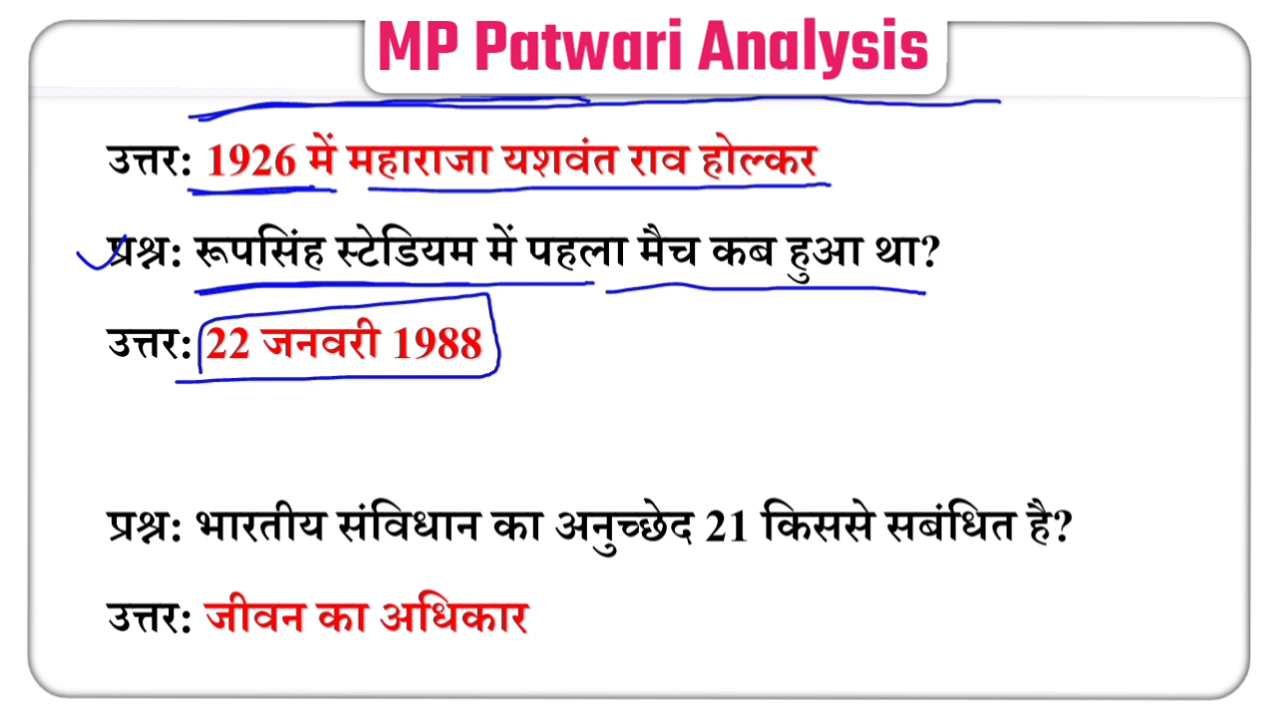 MP Patwari Analysis
उत्तर: 1926 में महाराजा यशवंत राव होल्कर
प्रश्न: रूपसिंह स्टेडियम में पहला मैच कब हुआ था?
उत्तर: 22 जनवरी 1988
प्रश्न: भारतीय संविधान का अनुच्छेद 21 किससे सबंधित है?
उत्तर: जीवन का अधिकार